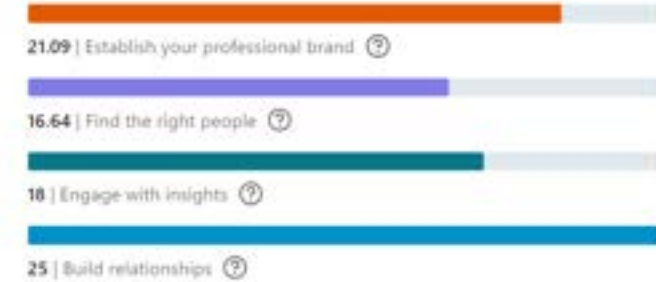 21.09 | Establish your professional brand ?
16.64 | Find the right people ?
18 | Engage with insights ?
25 | Build relationships ?